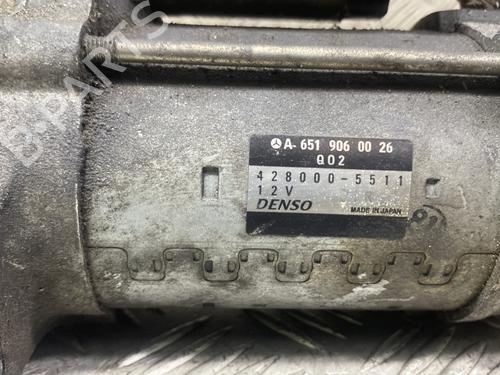 A- 651 906 00 26
Q02
428000-5511
12V
DENSO MADE IN JAPAN
B-PARTS